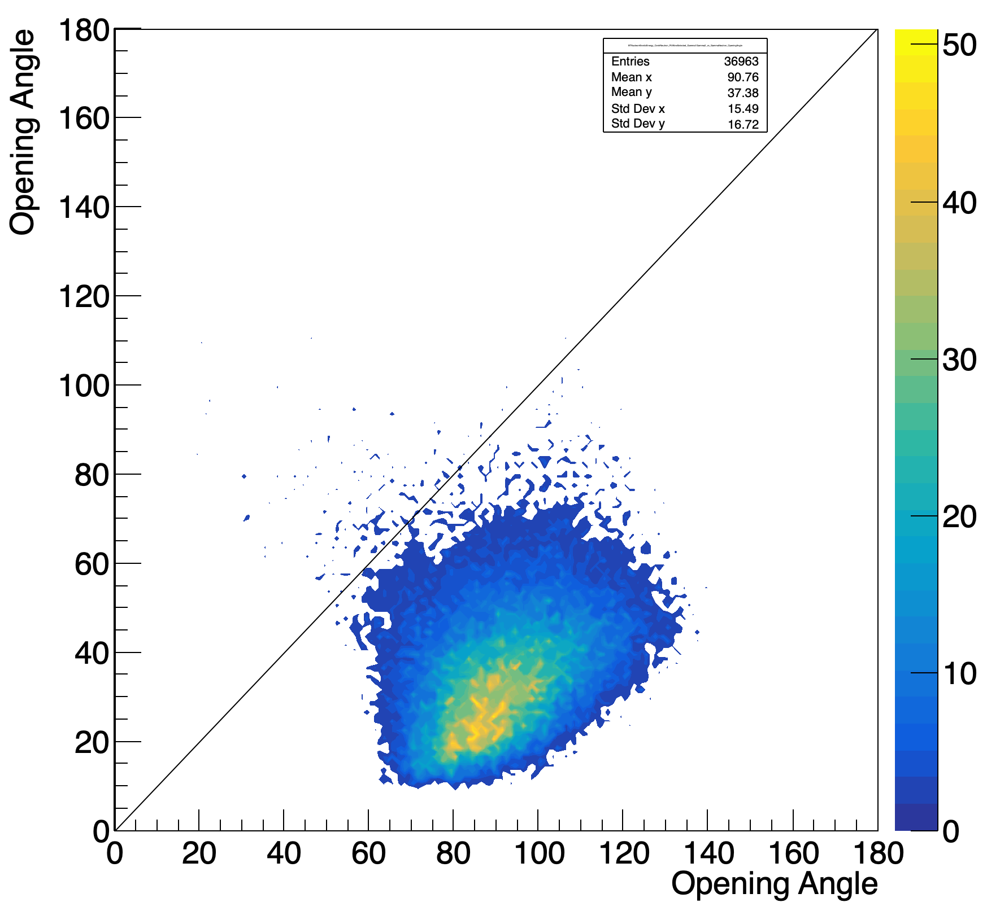 Opening Angle
180
160
140
120
100
80
60
40
20
0
Entries 36963
Mean x 90.76
Mean y 37.38
Std Dev x 15.49
Std Dev y 16.72
50
40
30
20
10
0
0 20 40 60 80 100 120 140 160 180
Opening Angle